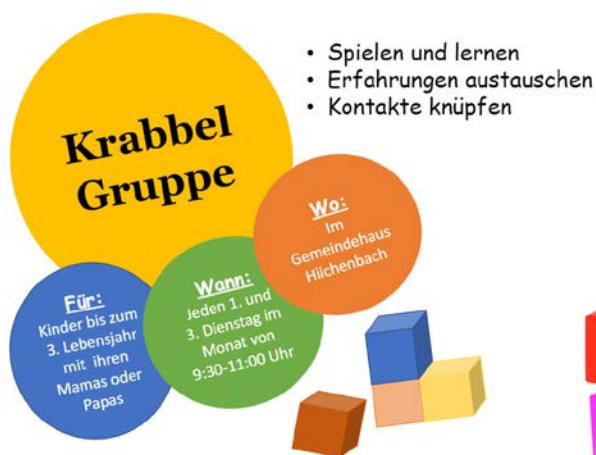 Krabbel
Gruppe
• Spielen und lernen
• Erfahrungen austauschen
• Kontakte knüpfen
Für:
Kinder bis zum
3. Lebensjahr
mit ihren
Mamas oder
Papas
Wann:
Jeden 1. und
3. Dienstag im
Monat von
9:30-11:00 Uhr
Wo:
Im
Gemeindehaus
Hilchenbach